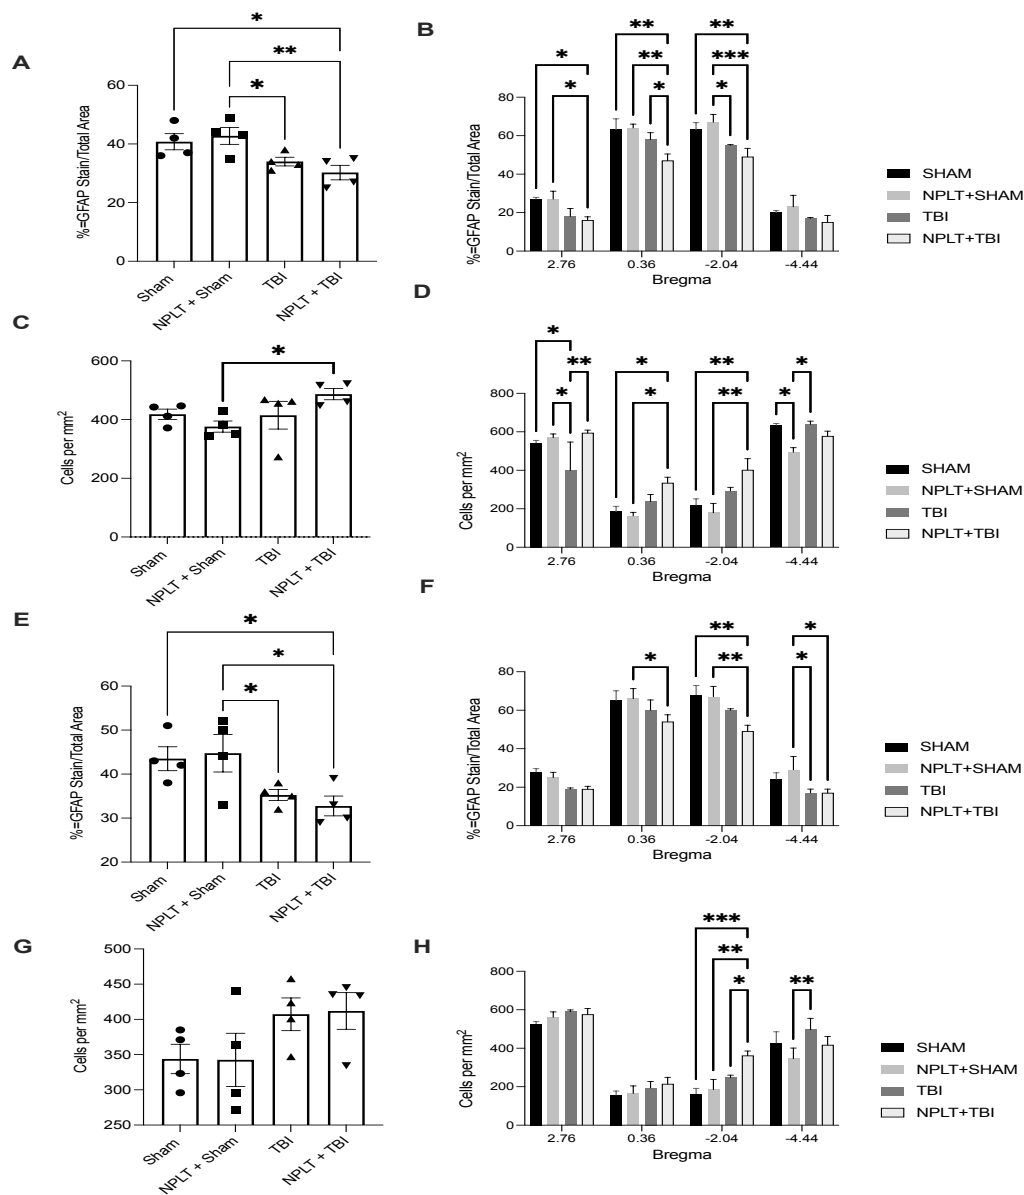 A
*
**
*
%=GFAP Stain/Total Area
60
40
20
0
Sham
NPLT + Sham
TBI
NPLT + TBI
B
**
**
*
**
***
*
**
*
*
%=GFAP Stain/Total Area
80
60
40
20
0
2.76
0.36
-2.04
-4.44
Bregma
SHAM
NPLT+SHAM
TBI
NPLT+TBI
C
*
Cells per mm2
600
400
200
0
Sham
NPLT + Sham
TBI
NPLT + TBI
D
*
**
*
*
*
**
**
*
*
Cells per mm2
800
600
400
200
0
2.76
0.36
-2.04
-4.44
Bregma
SHAM
NPLT+SHAM
TBI
NPLT+TBI
E
*
*
*
%=GFAP Stain/Total Area
60
50
40
30
20
Sham
NPLT + Sham
TBI
NPLT + TBI
F
**
*
*
**
*
%=GFAP Stain/Total Area
80
60
40
20
0
2.76
0.36
-2.04
-4.44
Bregma
SHAM
NPLT+SHAM
TBI
NPLT+TBI
G
Cells per mm2
500
450
400
350
300
250
Sham
NPLT + Sham
TBI
NPLT + TBI
H
***
**
*
**
Cells per mm2
800
600
400
200
0
2.76
0.36
-2.04
-4.44
Bregma
SHAM
NPLT+SHAM
TBI
NPLT+TBI